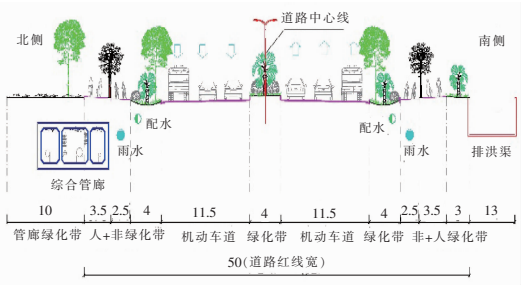 道路中心线
北侧
南侧
配水
配水
雨水
雨水
排洪渠
综合管廊
10 3.5 2.5 4 11.5 4 11.5 4 2.5 3.5 3 13
管廊绿化带 人+非绿化带 机动车道 绿化带 机动车道 绿化带 非+人绿化带
50(道路红线宽)